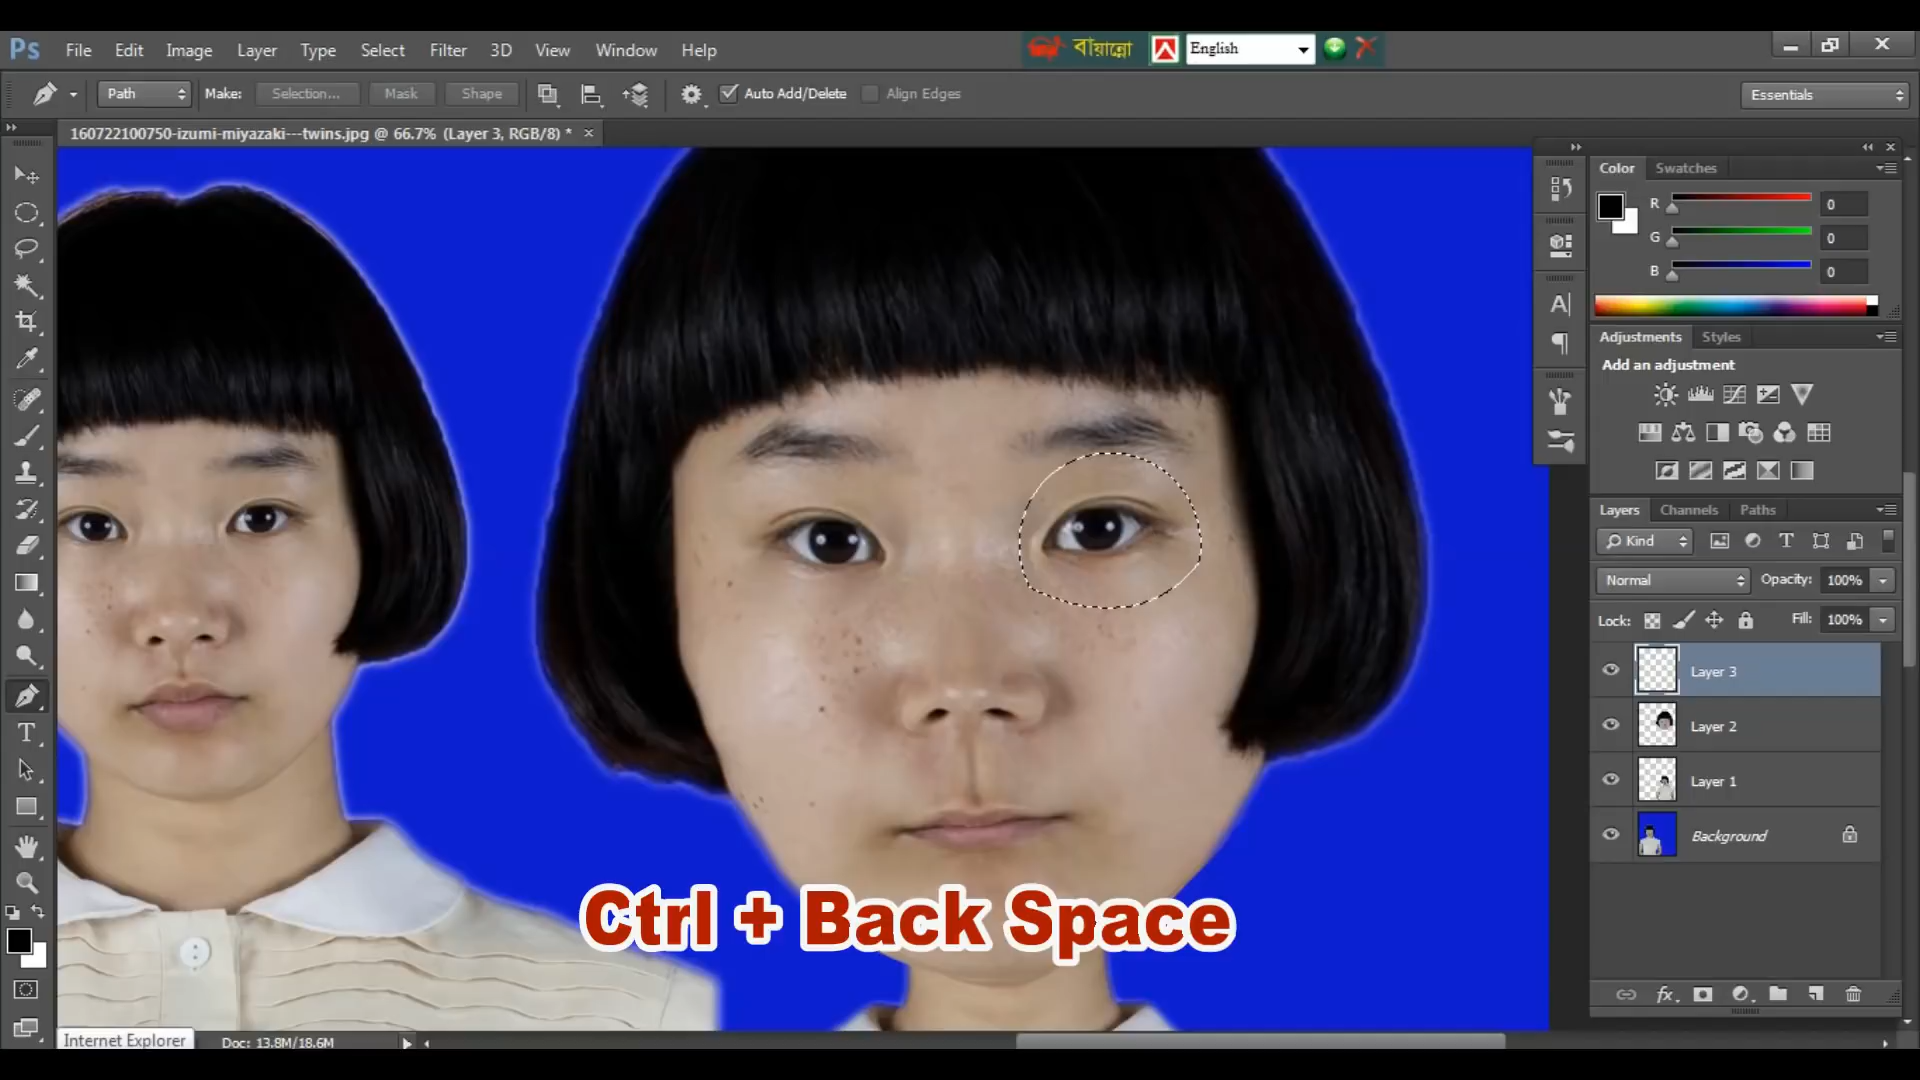 Ps File Edit Image Layer Type Select Filter 3D View Window Help
বায়ান্নো English
Path Make: Selection... Mask Shape Auto Add/Delete Align Edges Essentials
160722100750-izumi-miyazaki---twins.jpg @ 66.7% (Layer 3, RGB/8) * ×
Color Swatches
R 0
G 0
B 0
Adjustments Styles
Add an adjustment
Layers Channels Paths
Kind
Normal Opacity: 100%
Lock: Fill: 100%
Layer 3
Layer 2
Layer 1
Background
Ctrl + Back Space
Internet Explorer Doc: 13.8M/18.6M